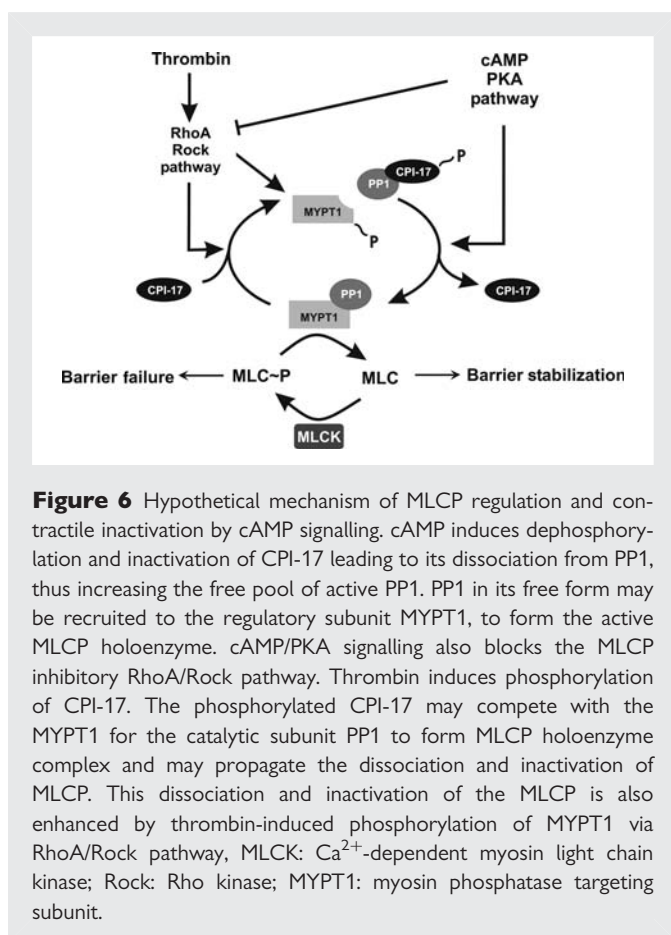 Thrombin
cAMP
PKA
pathway
RhoA
Rock
pathway
P
CPI-17
PP1
MYPT1
P
CPI-17
PP1
CPI-17
MYPT1
Barrier failure MLC~P MLC Barrier stabilization
MLCK
Figure 6 Hypothetical mechanism of MLCP regulation and con-
tractile inactivation by cAMP signalling. cAMP induces dephosphory-
lation and inactivation of CPI-17 leading to its dissociation from PP1,
thus increasing the free pool of active PP1. PP1 in its free form may
be recruited to the regulatory subunit MYPT1, to form the active
MLCP holoenzyme. cAMP/PKA signalling also blocks the MLCP
inhibitory RhoA/Rock pathway. Thrombin induces phosphorylation
of CPI-17. The phosphorylated CPI-17 may compete with the
MYPT1 for the catalytic subunit PP1 to form MLCP holoenzyme
complex and may propagate the dissociation and inactivation of
MLCP. This dissociation and inactivation of the MLCP is also
enhanced by thrombin-induced phosphorylation of MYPT1 via
RhoA/Rock pathway, MLCK: Ca²⁺-dependent myosin light chain
kinase; Rock: Rho kinase; MYPT1: myosin phosphatase targeting
subunit.